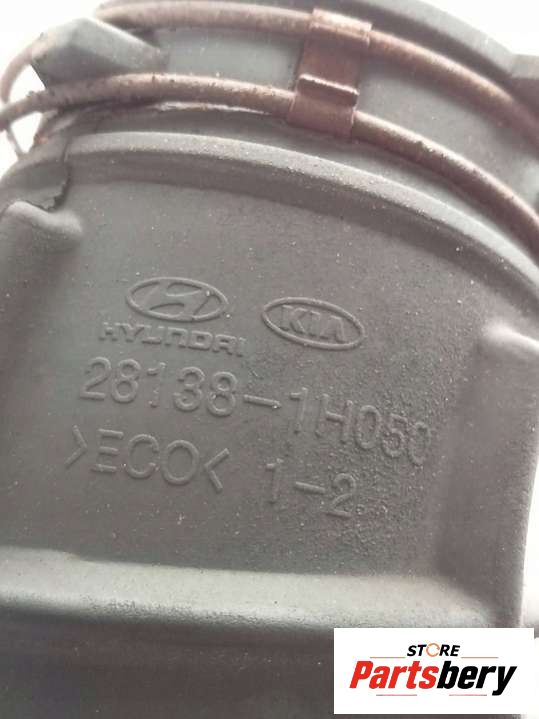 HYUNDAI KIA
28138-1H050
>ECO< 1-2
STORE
Partsbery